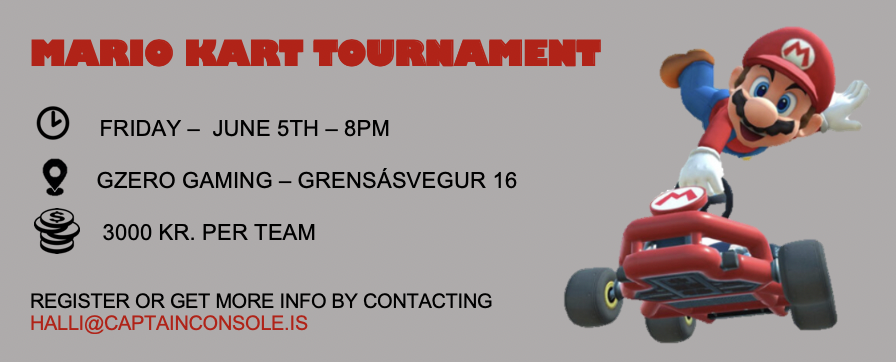 MARIO KART TOURNAMENT
FRIDAY – JUNE 5TH – 8PM
GZERO GAMING – GRENSÁSVEGUR 16
$
3000 KR. PER TEAM
REGISTER OR GET MORE INFO BY CONTACTING
HALLI@CAPTAINCONSOLE.IS
M
M